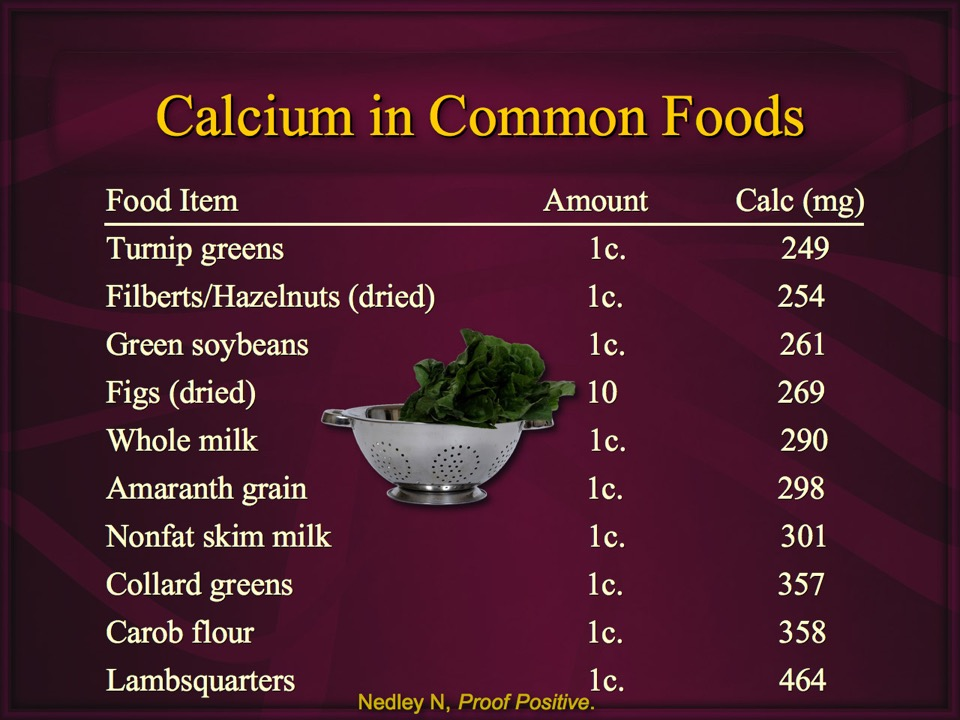 Calcium in Common Foods
Food Item Amount Calc (mg)
Turnip greens 1c. 249
Filberts/Hazelnuts (dried) 1c. 254
Green soybeans 1c. 261
Figs (dried) 10 269
Whole milk 1c. 290
Amaranth grain 1c. 298
Nonfat skim milk 1c. 301
Collard greens 1c. 357
Carob flour 1c. 358
Lambsquarters 1c. 464
Nedley N, Proof Positive.